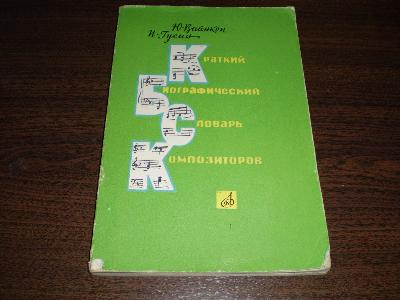 Ю. Вайнкоп
И. Гусин
Краткий
Биографический
Словарь
Композиторов